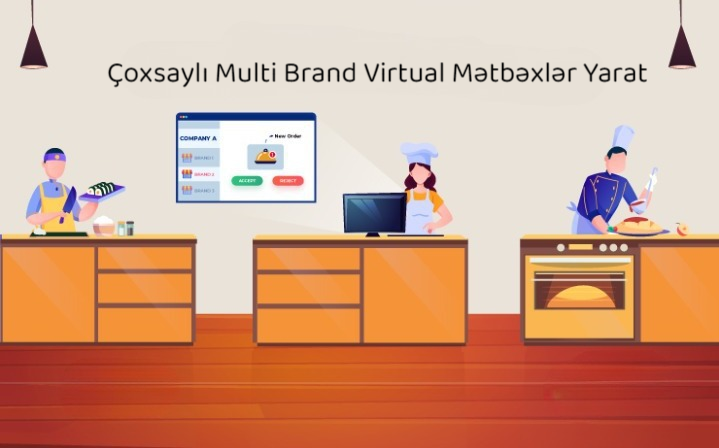 Çoxsaylı Multi Brand Virtual Mətbəxlər Yarat
COMPANY A
New Order
BRAND 1
BRAND 2
BRAND 3
ACCEPT
REJECT